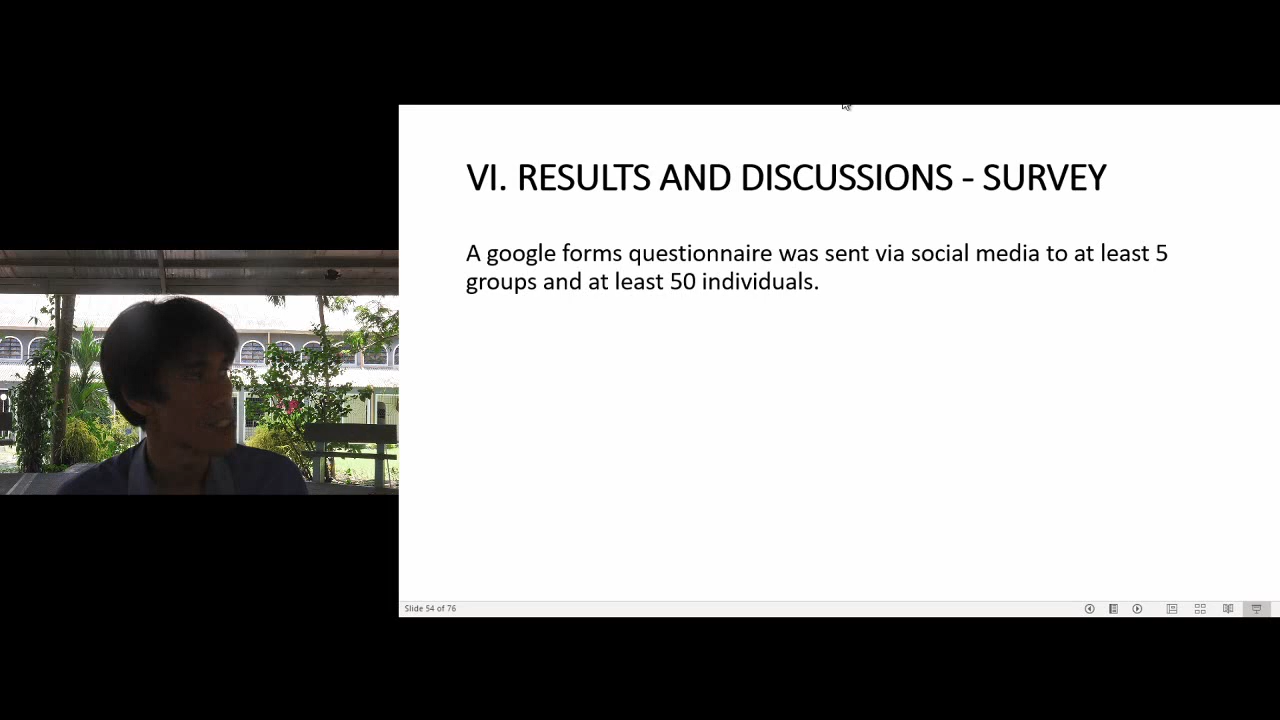 VI. RESULTS AND DISCUSSIONS - SURVEY
A google forms questionnaire was sent via social media to at least 5
groups and at least 50 individuals.
Slide 54 of 76